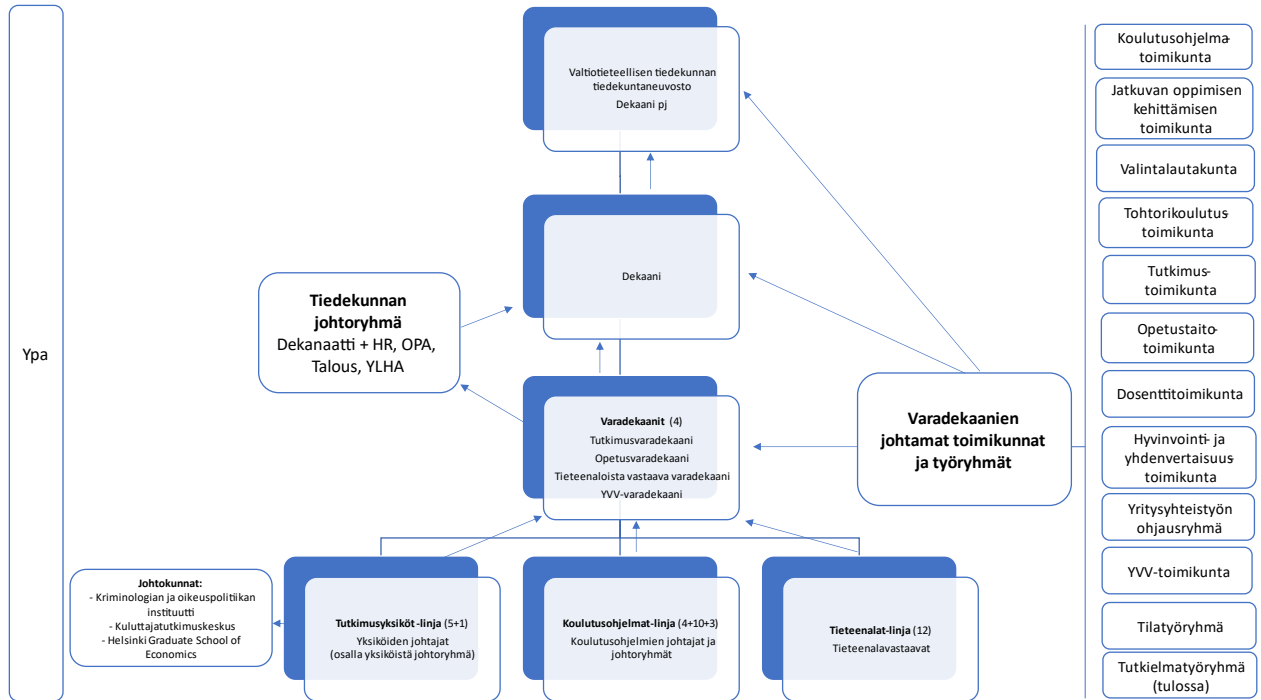 Ypa
Valtiotieteellisen tiedekunnan
tiedekuntaneuvosto
Dekaani pj
Dekaani
Tiedekunnan
johtoryhmä
Dekanaatti + HR, OPA,
Talous, YLHA
Varadekaanit (4)
Tutkimusvaradekaani
Opetusvaradekaani
Tieteenaloista vastaava varadekaani
YVV-varadekaani
Varadekaanien
johtamat toimikunnat
ja työryhmät
Johtokunnat:
- Kriminologian ja oikeuspolitiikan
instituutti
- Kuluttajatutkimuskeskus
- Helsinki Graduate School of
Economics
Tutkimusyksiköt -linja (5+1)
Yksiköiden johtajat
(osalla yksiköistä johtoryhmä)
Koulutusohjelmat-linja (4+10+3)
Koulutusohjelmien johtajat ja
johtoryhmät
Tieteenalat-linja (12)
Tieteenalavastaavat
Koulutusohjelma-
toimikunta
Jatkuvan oppimisen
kehittämisen
toimikunta
Valintalautakunta
Tohtorikoulutus-
toimikunta
Tutkimus-
toimikunta
Opetustaito-
toimikunta
Dosenttitoimikunta
Hyvinvointi- ja
yhdenvertaisuus-
toimikunta
Yritysyhteistyön
ohjausryhmä
YVV-toimikunta
Tilatyöryhmä
Tutkielmatyöryhmä
(tulossa)